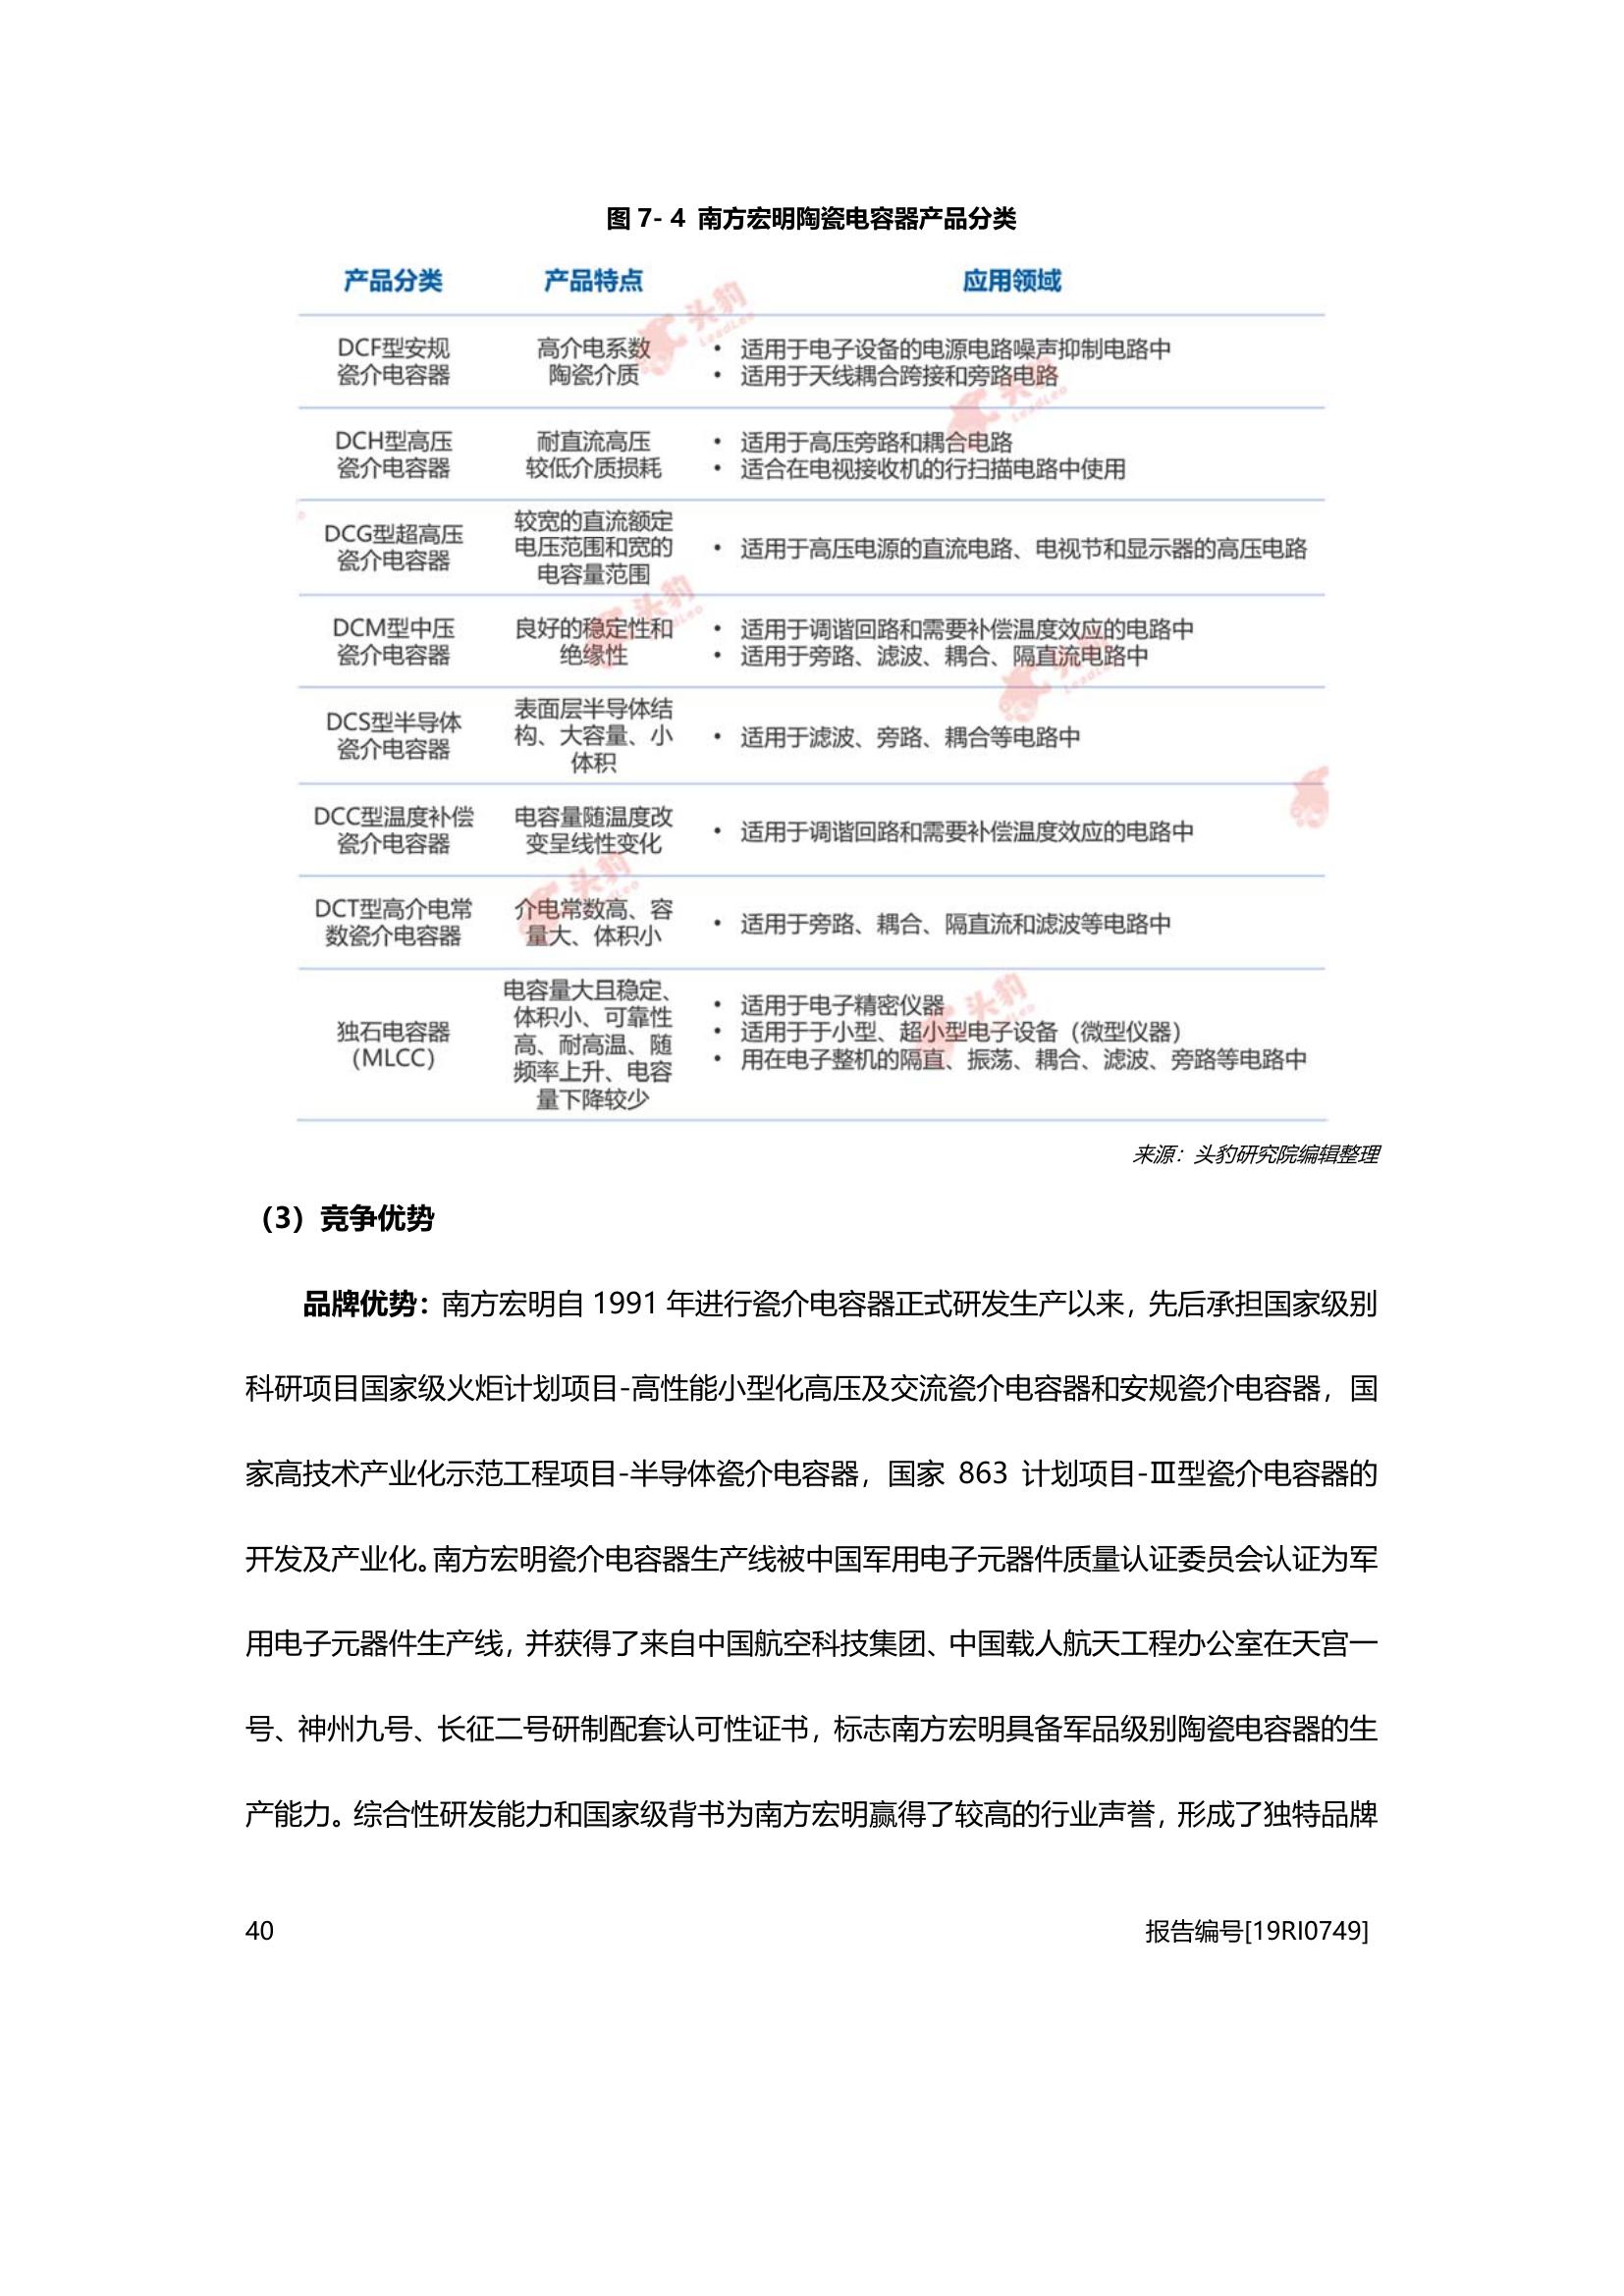 图 7- 4 南方宏明陶瓷电容器产品分类
产品分类 产品特点 应用领域
DCF型安规
瓷介电容器
高介电系数
陶瓷介质
• 适用于电子设备的电源电路噪声抑制电路中
• 适用于天线耦合跨接和旁路电路
DCH型高压
瓷介电容器
耐直流高压
较低介质损耗
• 适用于高压旁路和耦合电路
• 适合在电视接收机的行扫描电路中使用
DCG型超高压
瓷介电容器
较宽的直流额定
电压范围和宽的
电容量范围
• 适用于高压电源的直流电路、电视节和显示器的高压电路
DCM型中压
瓷介电容器
良好的稳定性和
绝缘性
• 适用于调谐回路和需要补偿温度效应的电路中
• 适用于旁路、滤波、耦合、隔直流电路中
DCS型半导体
瓷介电容器
表面层半导体结
构、大容量、小
体积
• 适用于滤波、旁路、耦合等电路中
DCC型温度补偿
瓷介电容器
电容量随温度改
变呈线性变化
• 适用于调谐回路和需要补偿温度效应的电路中
DCT型高介电常
数瓷介电容器
介电常数高、容
量大、体积小
• 适用于旁路、耦合、隔直流和滤波等电路中
独石电容器
（MLCC）
电容量大且稳定、
体积小、可靠性
高、耐高温、随
频率上升、电容
量下降较少
• 适用于电子精密仪器
• 适用于于小型、超小型电子设备（微型仪器）
• 用在电子整机的隔直、振荡、耦合、滤波、旁路等电路中
头豹
LeadLeo
头豹
LeadLeo
头豹
LeadLeo
头豹
LeadLeo
头豹
LeadLeo
头豹
LeadLeo
来源：头豹研究院编辑整理
（3）竞争优势
品牌优势：南方宏明自 1991 年进行瓷介电容器正式研发生产以来，先后承担国家级别
科研项目国家级火炬计划项目-高性能小型化高压及交流瓷介电容器和安规瓷介电容器，国
家高技术产业化示范工程项目-半导体瓷介电容器，国家 863 计划项目-Ⅲ型瓷介电容器的
开发及产业化。南方宏明瓷介电容器生产线被中国军用电子元器件质量认证委员会认证为军
用电子元器件生产线，并获得了来自中国航空科技集团、中国载人航天工程办公室在天宫一
号、神州九号、长征二号研制配套认可性证书，标志南方宏明具备军品级别陶瓷电容器的生
产能力。综合性研发能力和国家级背书为南方宏明赢得了较高的行业声誉，形成了独特品牌
40 报告编号[19RI0749]